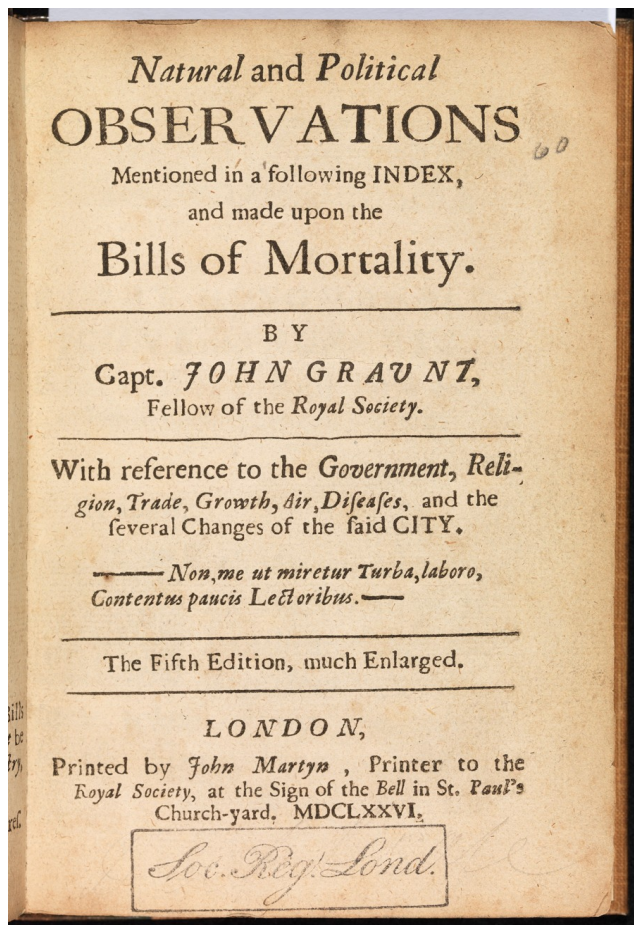 Natural and Political
OBSERVATIONS
60
Mentioned in a following INDEX,
and made upon the
Bills of Mortality.
BY
Capt. JOHN GRAUNT,
Fellow of the Royal Society.
With reference to the Government, Reli-
gion, Trade, Growth, Air, Diſeaſes, and the
ſeveral Changes of the ſaid CITY.
—— Non, me ut miretur Turba, laboro,
Contentus paucis Lectoribus. ——
The Fifth Edition, much Enlarged.
LONDON,
Printed by John Martyn , Printer to the
Royal Society, at the Sign of the Bell in St. Paul's
Church-yard. MDCLXXVI.
Soc. Reg. Lond.